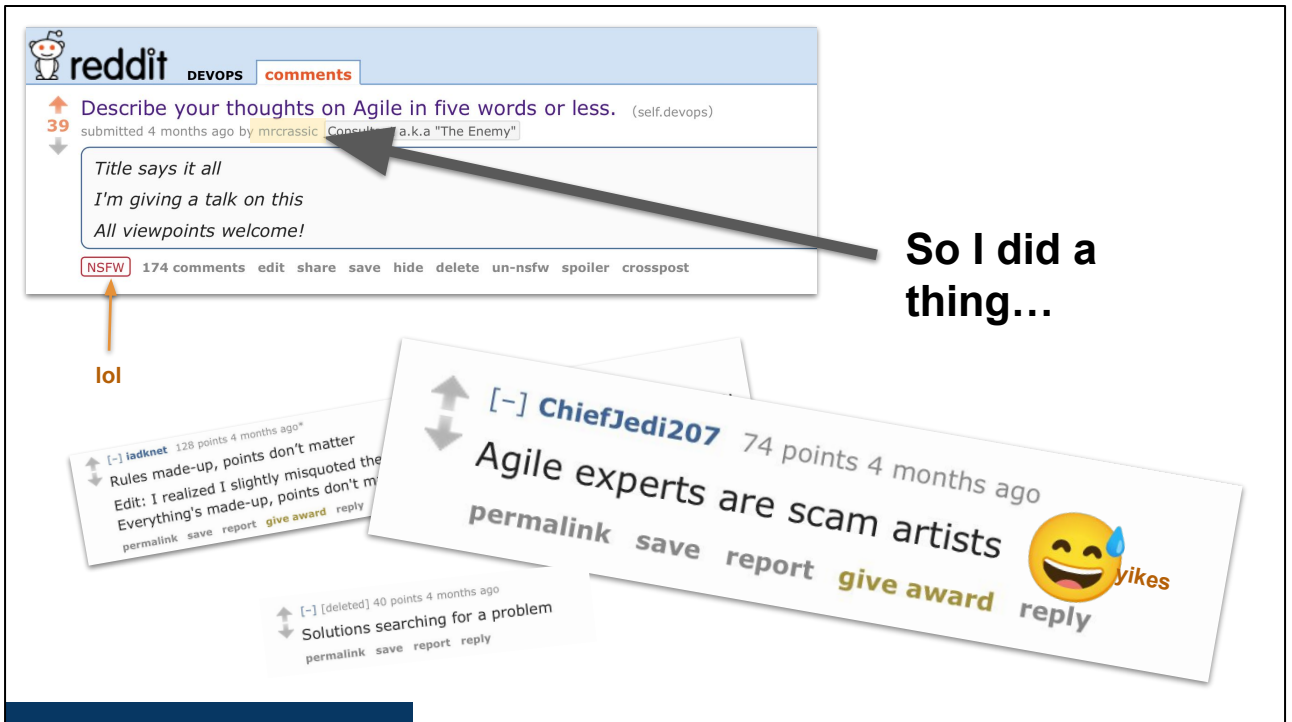 reddit DEVOPS comments
Describe your thoughts on Agile in five words or less. (self.devops)
39
submitted 4 months ago by mrcrassic a.k.a "The Enemy"
Title says it all
I'm giving a talk on this
All viewpoints welcome!
NSFW 174 comments edit share save hide delete un-nsfw spoiler crosspost
lol
So I did a
thing…
[–] iadknet 128 points 4 months ago*
Rules made-up, points don't matter
Edit: I realized I slightly misquoted the
Everything's made-up, points don't
permalink save report give award reply
[–] ChiefJedi207 74 points 4 months ago
Agile experts are scam artists
yikes
permalink save report give award reply
[–] [deleted] 40 points 4 months ago
Solutions searching for a problem
permalink save report reply